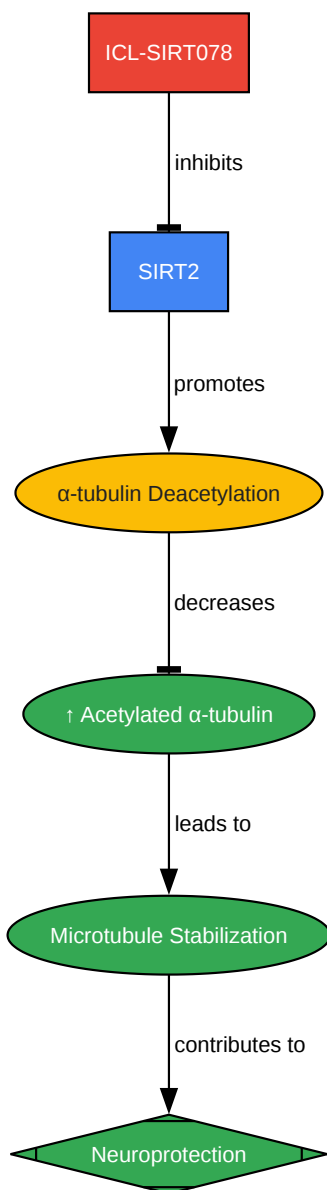 ICL-SIRT078
inhibits
SIRT2
promotes
α-tubulin Deacetylation
decreases
↑ Acetylated α-tubulin
leads to
Microtubule Stabilization
contributes to
Neuroprotection